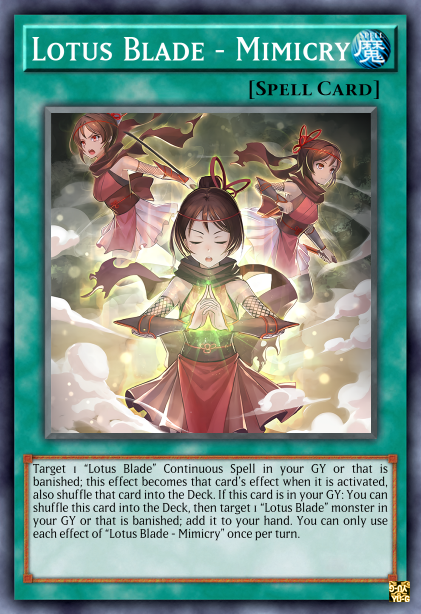 Lotus Blade - Mimicry
SPELL
魔
[Spell Card]
Target 1 “Lotus Blade” Continuous Spell in your GY or that is
banished; this effect becomes that card's effect when it is activated,
also shuffle that card into the Deck. If this card is in your GY: You can
shuffle this card into the Deck, then target 1 “Lotus Blade” monster in
your GY or that is banished; add it to your hand. You can only use
each effect of “Lotus Blade - Mimicry” once per turn.